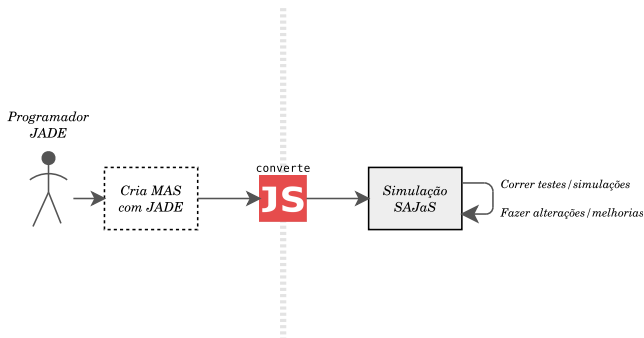 Programador
JADE
Cria MAS
com JADE
converte
JS
Simulação
SAJaS
Correr testes/simulações
Fazer alterações/melhorias